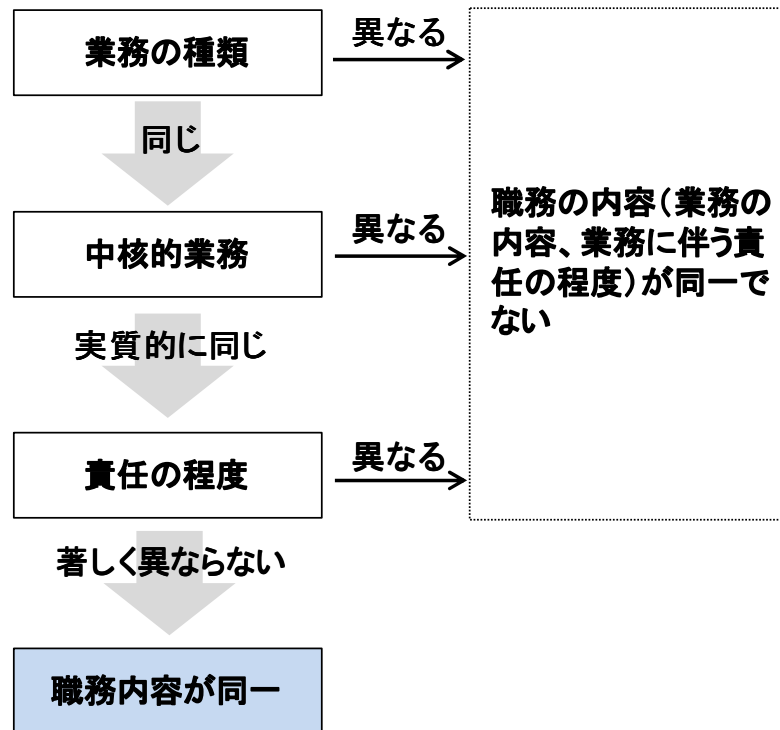 業務の種類
異なる
同じ
中核的業務
異なる
職務の内容（業務の
内容、業務に伴う責
任の程度）が同一で
ない
実質的に同じ
責任の程度
異なる
著しく異ならない
職務内容が同一